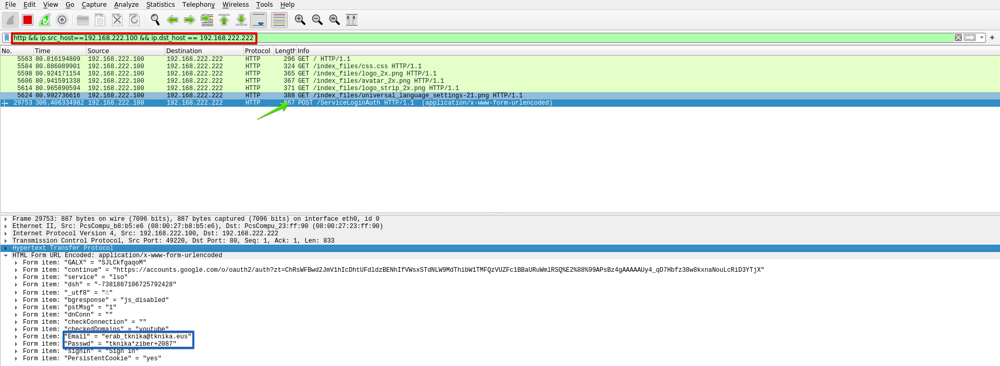 File Edit View Go Capture Analyze Statistics Telephony Wireless Tools Help
http && ip.src_host==192.168.222.100 && ip.dst_host == 192.168.222.222
No. Time Source Destination Protocol Length Info
5563 80.816194809 192.168.222.100 192.168.222.222 HTTP 296 GET / HTTP/1.1
5584 80.886089901 192.168.222.100 192.168.222.222 HTTP 324 GET /index_files/css.css HTTP/1.1
5598 80.924171154 192.168.222.100 192.168.222.222 HTTP 365 GET /index_files/logo_2x.png HTTP/1.1
5606 80.941591338 192.168.222.100 192.168.222.222 HTTP 367 GET /index_files/avatar_2x.png HTTP/1.1
5614 80.965890594 192.168.222.100 192.168.222.222 HTTP 371 GET /index_files/logo_strip_2x.png HTTP/1.1
5624 80.992736616 192.168.222.100 192.168.222.222 HTTP 388 GET /index_files/universal_language_settings-21.png HTTP/1.1
29753 306.406334982 192.168.222.100 192.168.222.222 HTTP 887 POST /ServiceLoginAuth HTTP/1.1 (application/x-www-form-urlencoded)
Frame 29753: 887 bytes on wire (7096 bits), 887 bytes captured (7096 bits) on interface eth0, id 0
Ethernet II, Src: PcsCompu_b8:b5:e6 (08:00:27:b8:b5:e6), Dst: PcsCompu_23:ff:90 (08:00:27:23:ff:90)
Internet Protocol Version 4, Src: 192.168.222.100, Dst: 192.168.222.222
Transmission Control Protocol, Src Port: 49220, Dst Port: 80, Seq: 1, Ack: 1, Len: 833
Hypertext Transfer Protocol
HTML Form URL Encoded: application/x-www-form-urlencoded
Form item: "GALX" = "SJLCkfgaqoM"
Form item: "continue" = "https://accounts.google.com/o/oauth2/auth?zt=ChRsWFBwd2JmV1hIcDhtUFdldzBENhIfVWsxSTdNLW9MdThibW1TMFQzVUZFc1BBaURuWmlRSQ%E2%88%99APsBz4gAAAAAUy4_qD7Hbfz38w8kxnaNouLcRiD3YTjX"
Form item: "service" = "lso"
Form item: "dsh" = "-7381887106725792428"
Form item: "_utf8" = "☃"
Form item: "bgresponse" = "js_disabled"
Form item: "pstMsg" = "1"
Form item: "dnConn" = ""
Form item: "checkConnection" = ""
Form item: "checkedDomains" = "youtube"
Form item: "Email" = "erab_tknika@tknika.eus"
Form item: "Passwd" = "tknika*ziber+2087"
Form item: "signIn" = "Sign in"
Form item: "PersistentCookie" = "yes"